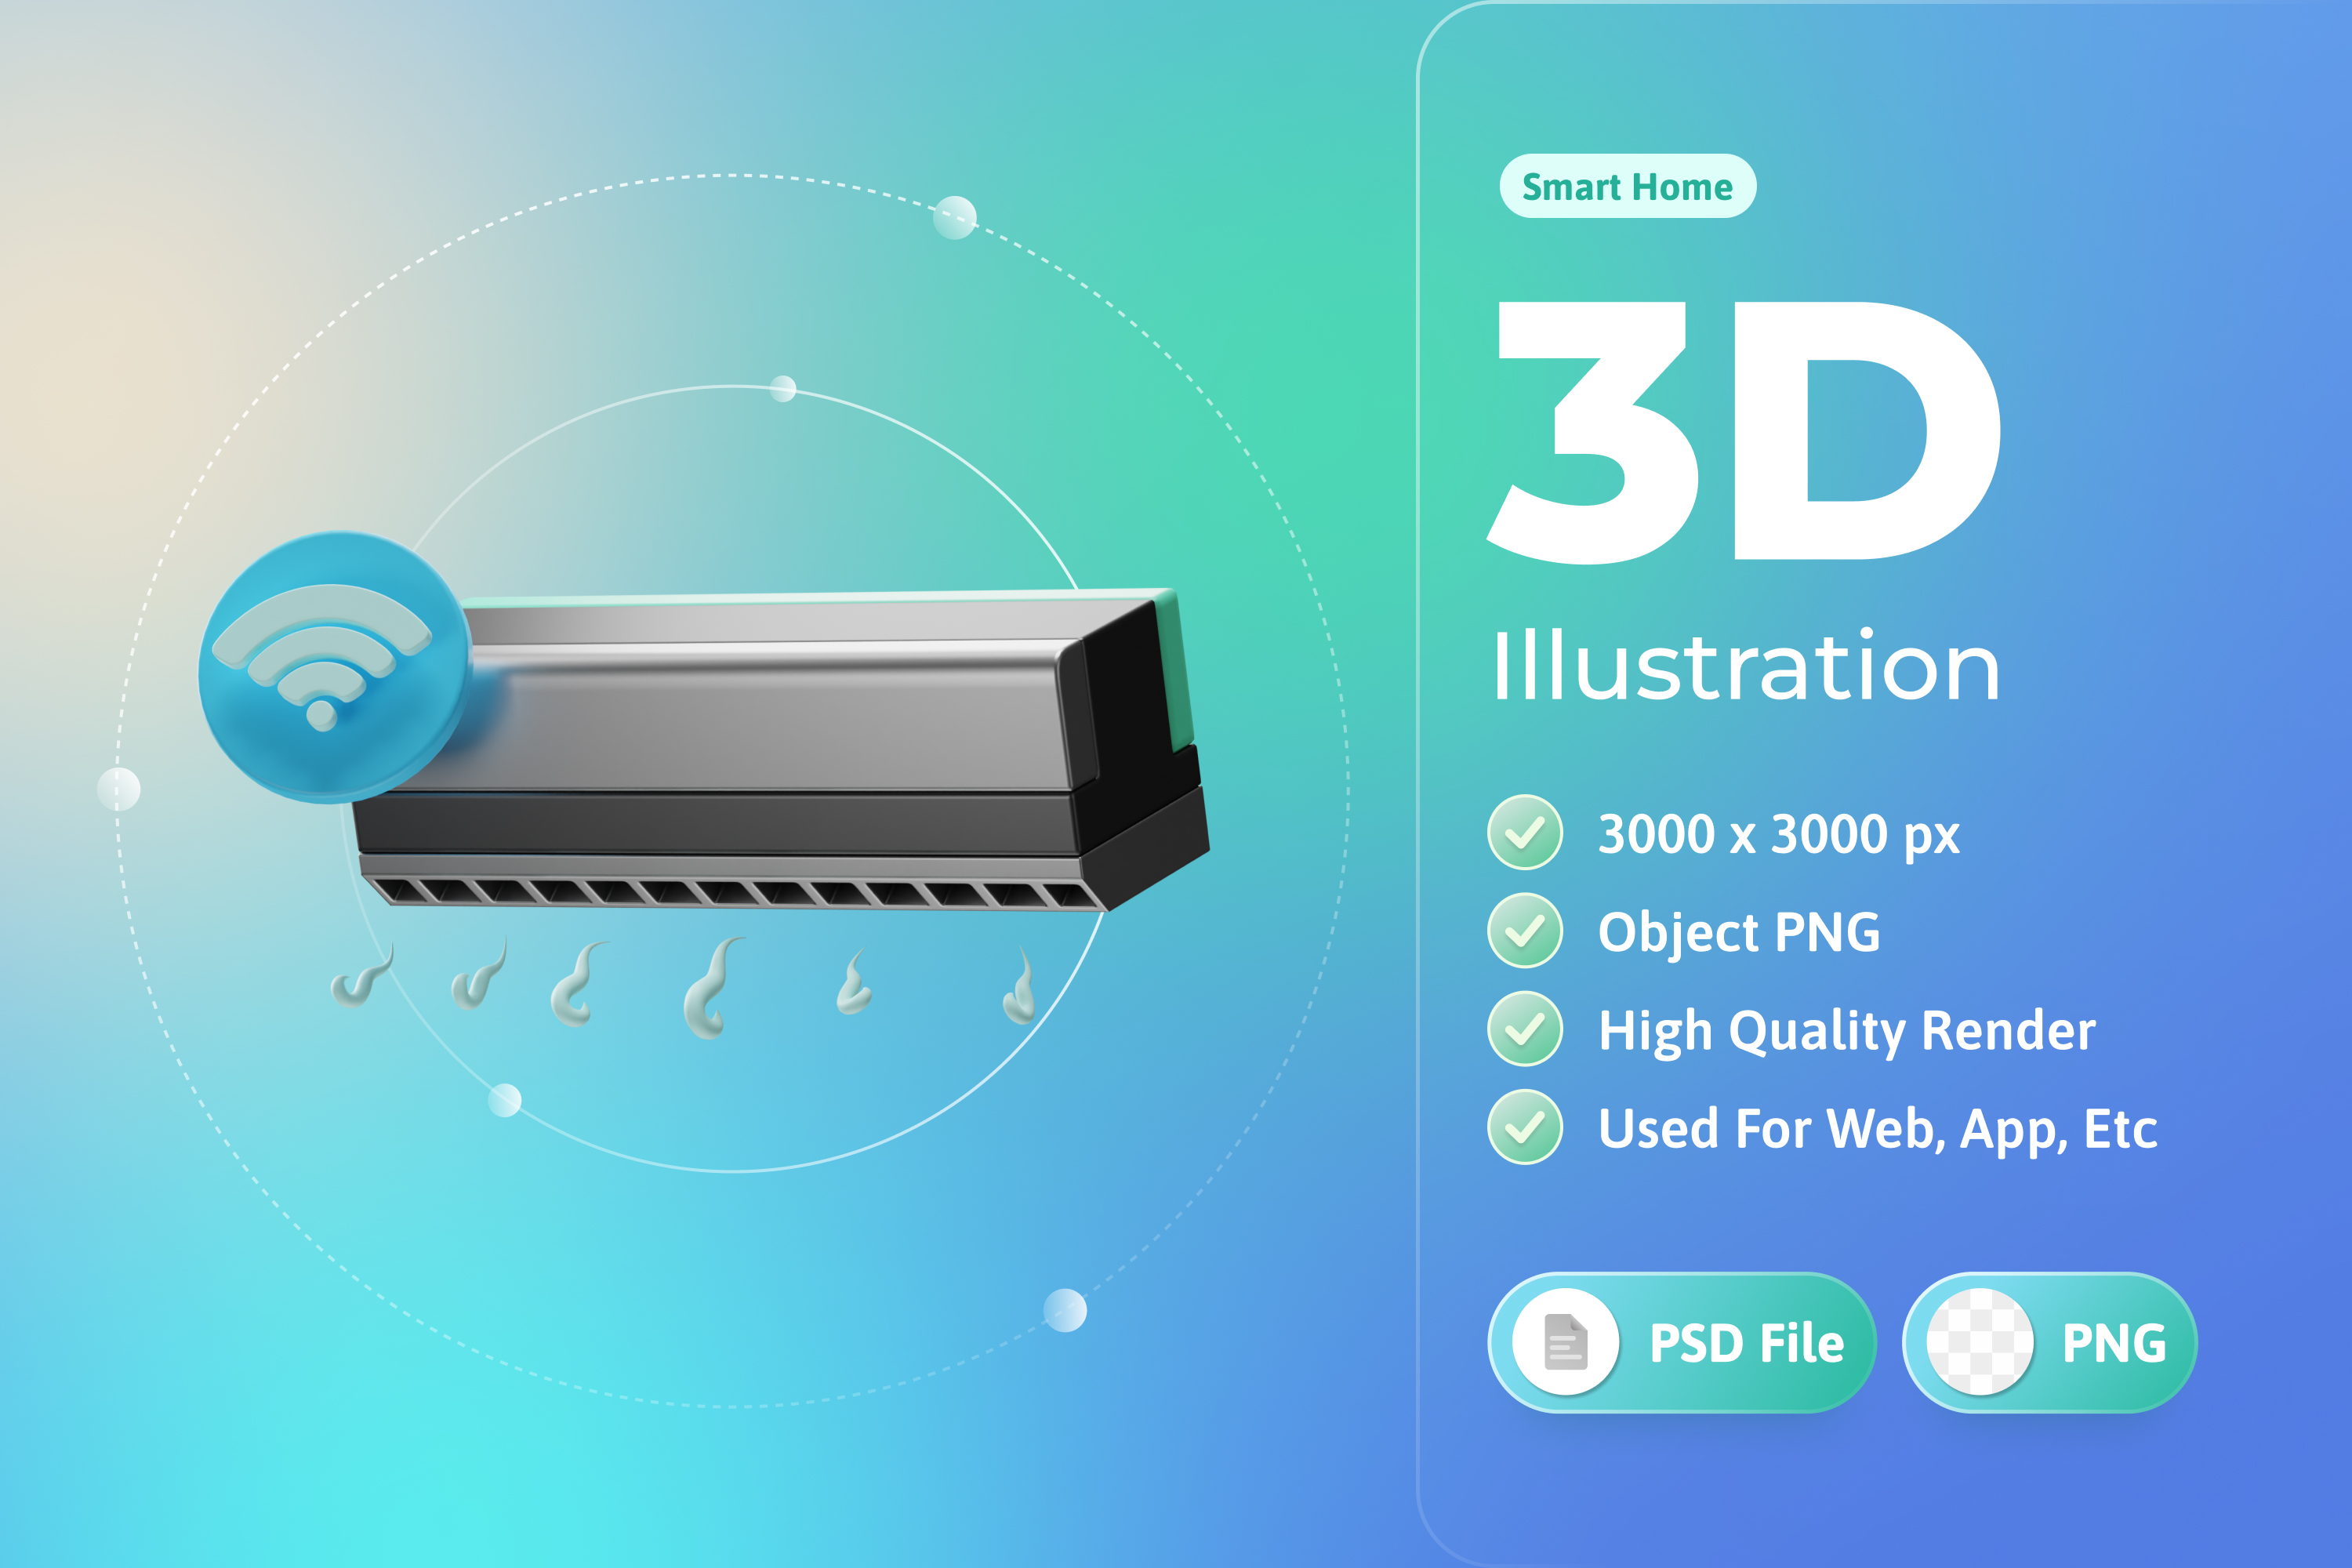 Smart Home
3D
Illustration
3000 x 3000 px
Object PNG
High Quality Render
Used For Web, App, Etc
PSD File
PNG